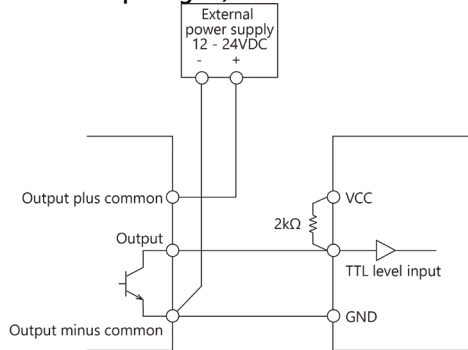 External
power supply
12 - 24VDC
- +
Output plus common
VCC
2kΩ
Output
TTL level input
Output minus common
GND